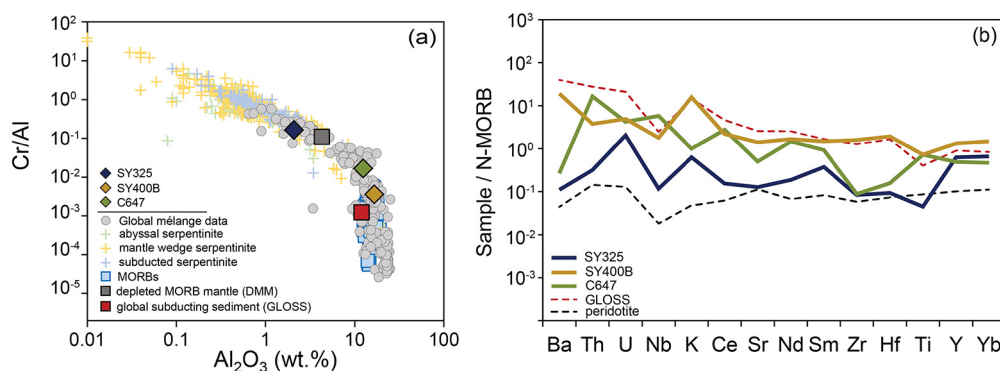 (a)
Cr/Al
10²
10¹
10⁰
10⁻¹
10⁻²
10⁻³
10⁻⁴
10⁻⁵
SY325
SY400B
C647
Global mélange data
abyssal serpentinite
mantle wedge serpentinite
subducted serpentinite
MORBs
depleted MORB mantle (DMM)
global subducting sediment (GLOSS)
0.01 0.1 1 10 100
Al₂O₃ (wt.%)
(b)
Sample / N-MORB
10³
10²
10¹
10⁰
10⁻¹
10⁻²
10⁻³
SY325
SY400B
C647
GLOSS
peridotite
Ba Th U Nb K Ce Sr Nd Sm Zr Hf Ti Y Yb